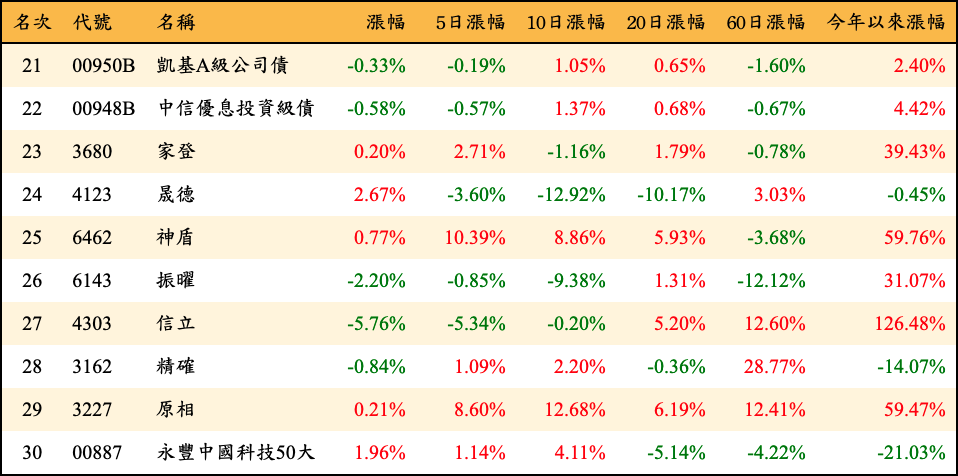 名次 代號 名稱 漲幅 5日漲幅 10日漲幅 20日漲幅 60日漲幅 今年以來漲幅
21 00950B 凱基A級公司債 -0.33% -0.19% 1.05% 0.65% -1.60% 2.40%
22 00948B 中信優息投資級債 -0.58% -0.57% 1.37% 0.68% -0.67% 4.42%
23 3680 家登 0.20% 2.71% -1.16% 1.79% -0.78% 39.43%
24 4123 晟德 2.67% -3.60% -12.92% -10.17% 3.03% -0.45%
25 6462 神盾 0.77% 10.39% 8.86% 5.93% -3.68% 59.76%
26 6143 振曜 -2.20% -0.85% -9.38% 1.31% -12.12% 31.07%
27 4303 信立 -5.76% -5.34% -0.20% 5.20% 12.60% 126.48%
28 3162 精確 -0.84% 1.09% 2.20% -0.36% 28.77% -14.07%
29 3227 原相 0.21% 8.60% 12.68% 6.19% 12.41% 59.47%
30 00887 永豐中國科技50大 1.96% 1.14% 4.11% -5.14% -4.22% -21.03%